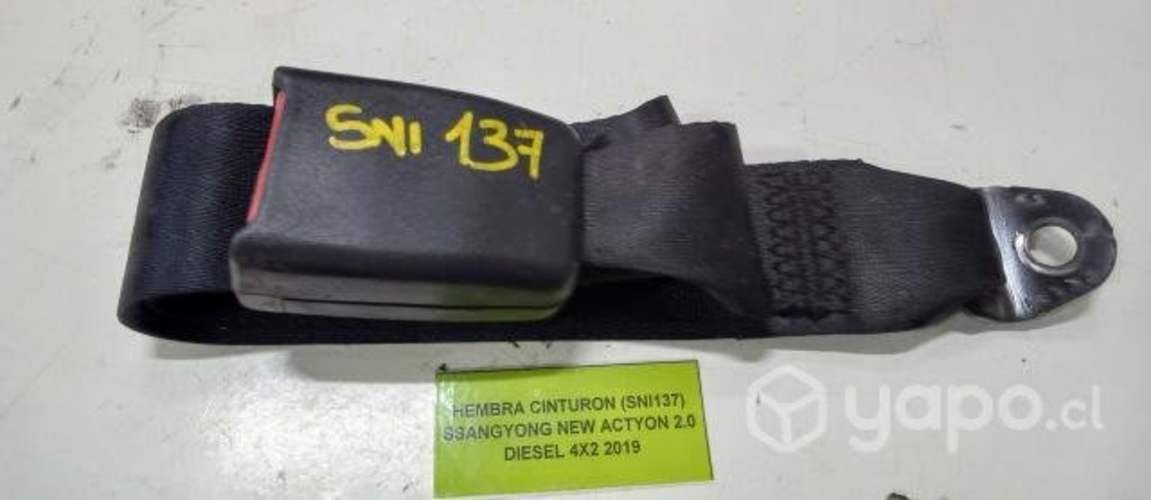 SNI 137
HEMBRA CINTURON (SNI137)
SSANGYONG NEW ACTYON 2.0
DIESEL 4X2 2019
yapo.cl